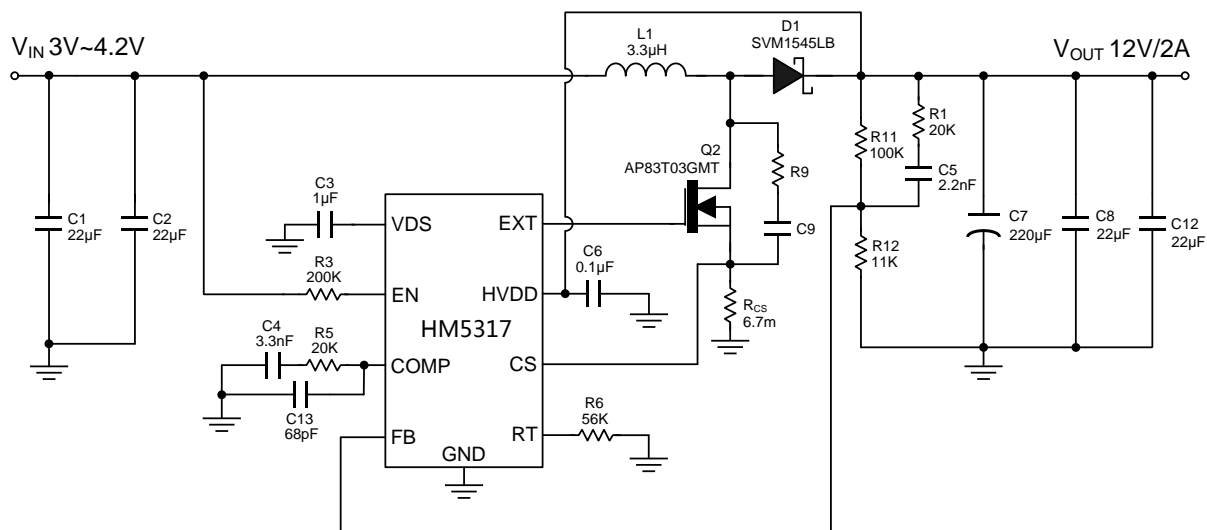 VIN 3V~4.2V
L1
3.3µH
D1
SVM1545LB
VOUT 12V/2A
C1
22µF
C2
22µF
C3
1µF
VDS
EXT
Q2
AP83T03GMT
R9
C9
R11
100K
R1
20K
C5
2.2nF
R12
11K
C7
220µF
C8
22µF
C12
22µF
R3
200K
EN
HVDD
C6
0.1µF
RCS
6.7m
HM5317
C4
3.3nF
R5
20K
COMP
CS
C13
68pF
FB
RT
R6
56K
GND